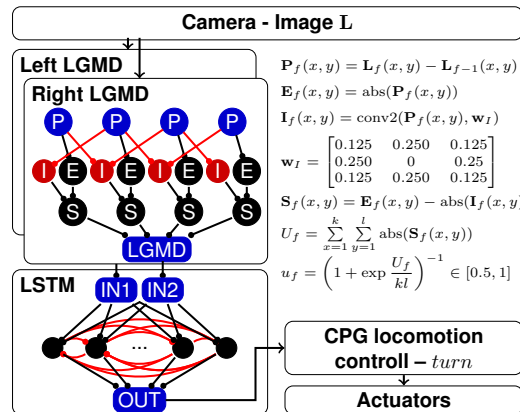 Camera - Image L
Left LGMD
Right LGMD
P P P P
I E I E I E I E
S S S S
LGMD
LSTM
IN1 IN2
...
OUT
P_f(x, y) = L_f(x, y) − L_{f−1}(x, y)
E_f(x, y) = abs(P_f(x, y))
I_f(x, y) = conv2(P_f(x, y), w_I)
w_I = [0.125 0.250 0.125
0.250 0 0.25
0.125 0.250 0.125]
S_f(x, y) = E_f(x, y) − abs(I_f(x, y)
U_f = ∑_{x=1}^{k} ∑_{y=1}^{l} abs(S_f(x, y))
u_f = (1 + exp U_f/kl)^{−1} ∈ [0.5, 1]
CPG locomotion
controll – turn
Actuators